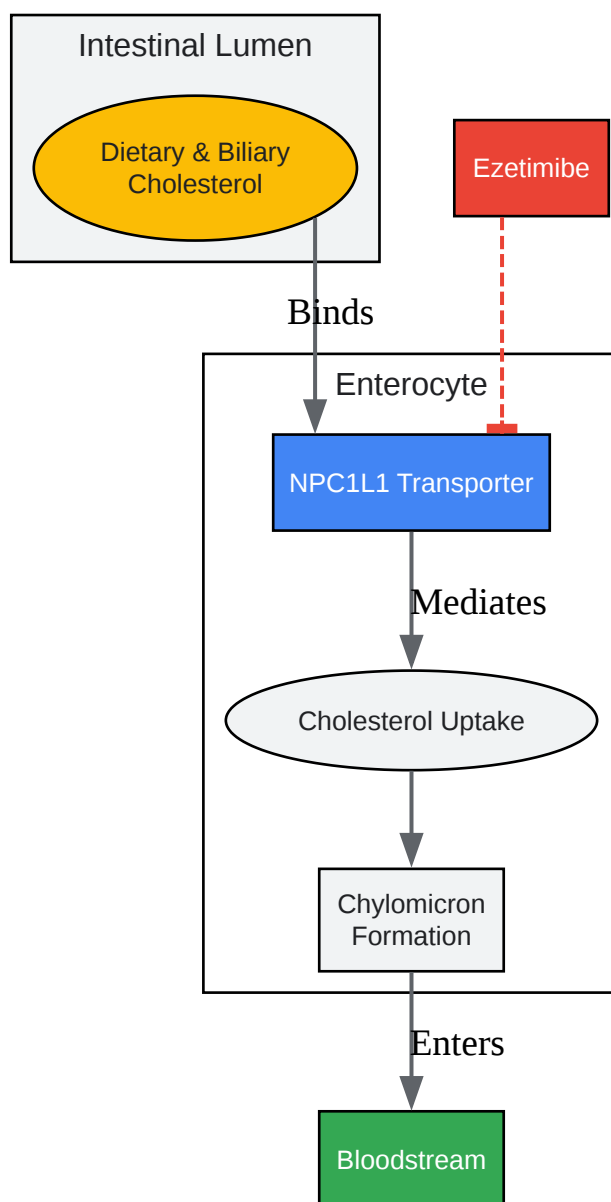 Intestinal Lumen
Dietary & Biliary
Cholesterol
Ezetimibe
Binds
Enterocyte
NPC1L1 Transporter
Mediates
Cholesterol Uptake
Chylomicron
Formation
Enters
Bloodstream